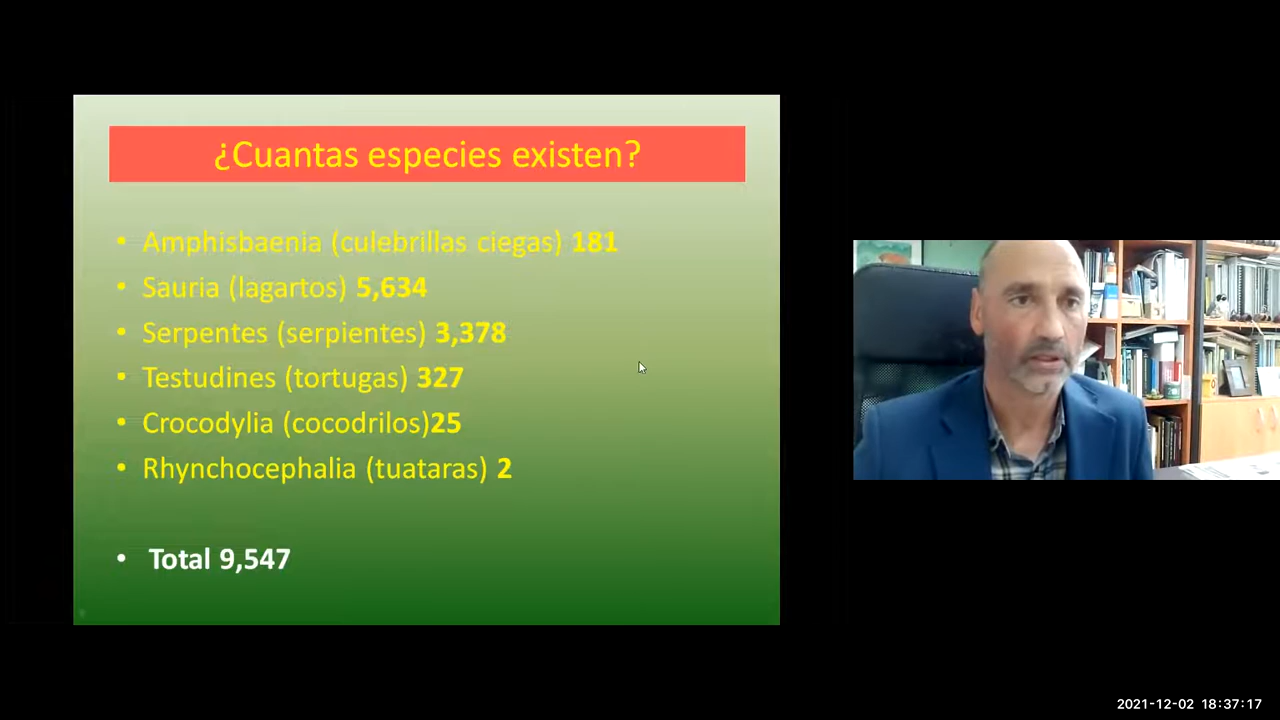 ¿Cuantas especies existen?
• Amphisbaenia (culebrillas ciegas) 181
• Sauria (lagartos) 5,634
• Serpentes (serpientes) 3,378
• Testudines (tortugas) 327
• Crocodylia (cocodrilos)25
• Rhynchocephalia (tuataras) 2
• Total 9,547
2021-12-02 18:37:17